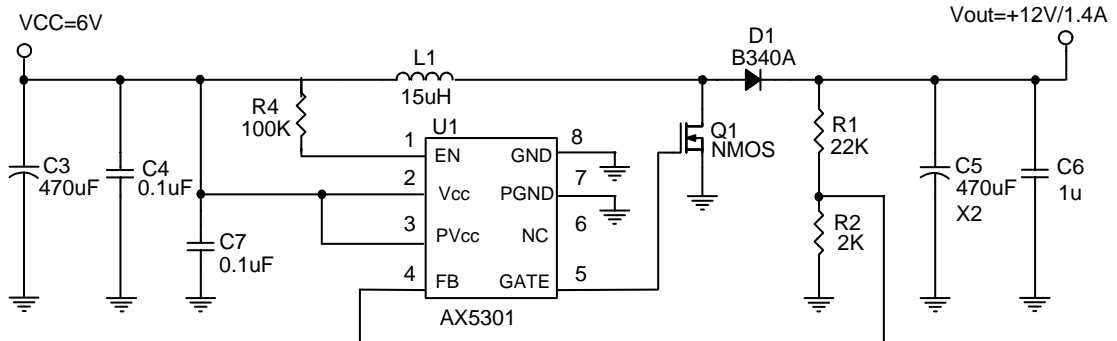 VCC=6V
Vout=+12V/1.4A
D1
B340A
L1
15uH
R4
100K
U1
Q1
NMOS
R1
22K
C3
470uF
C4
0.1uF
1
EN
GND
8
2
Vcc
PGND
7
3
PVcc
NC
6
4
FB
GATE
5
AX5301
C7
0.1uF
R2
2K
C5
470uF
X2
C6
1u